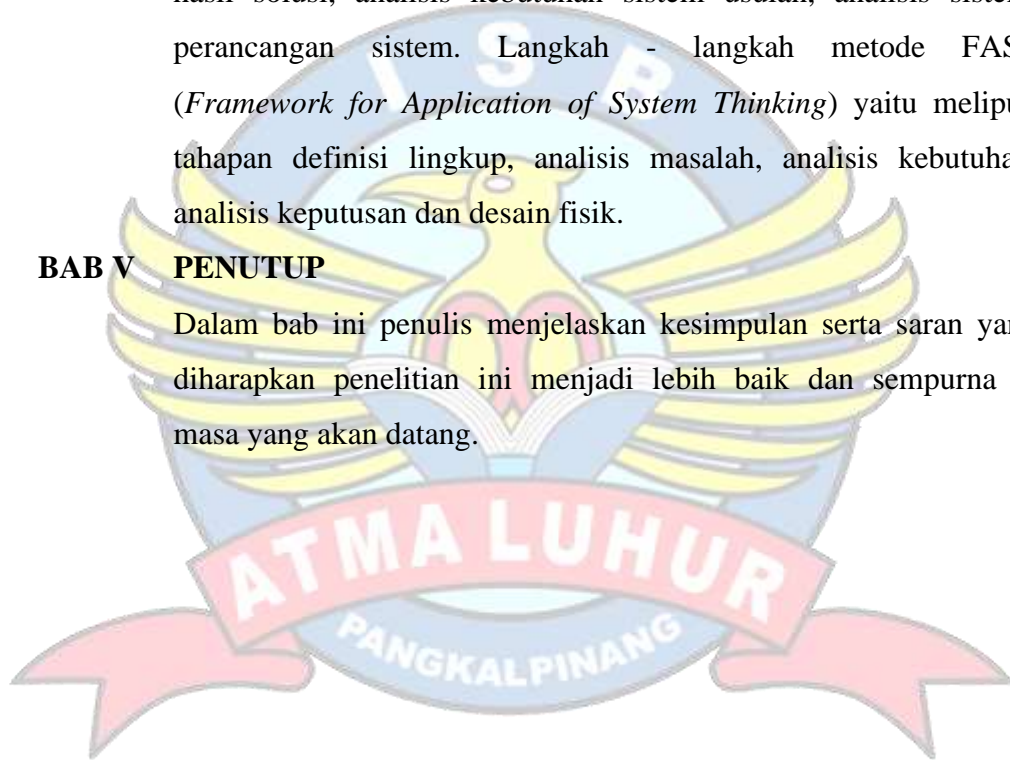 perancangan sistem. Langkah - langkah metode
(Framework for Application of System Thinking) yaitu
tahapan definisi lingkup, analisis masalah, analisis
analisis keputusan dan desain fisik.
BAB V PENUTUP
Dalam bab ini penulis menjelaskan kesimpulan serta saran
diharapkan penelitian ini menjadi lebih baik dan sempurna
masa yang akan datang.
I S B
ATMA LUHUR
PANGKALPINANG